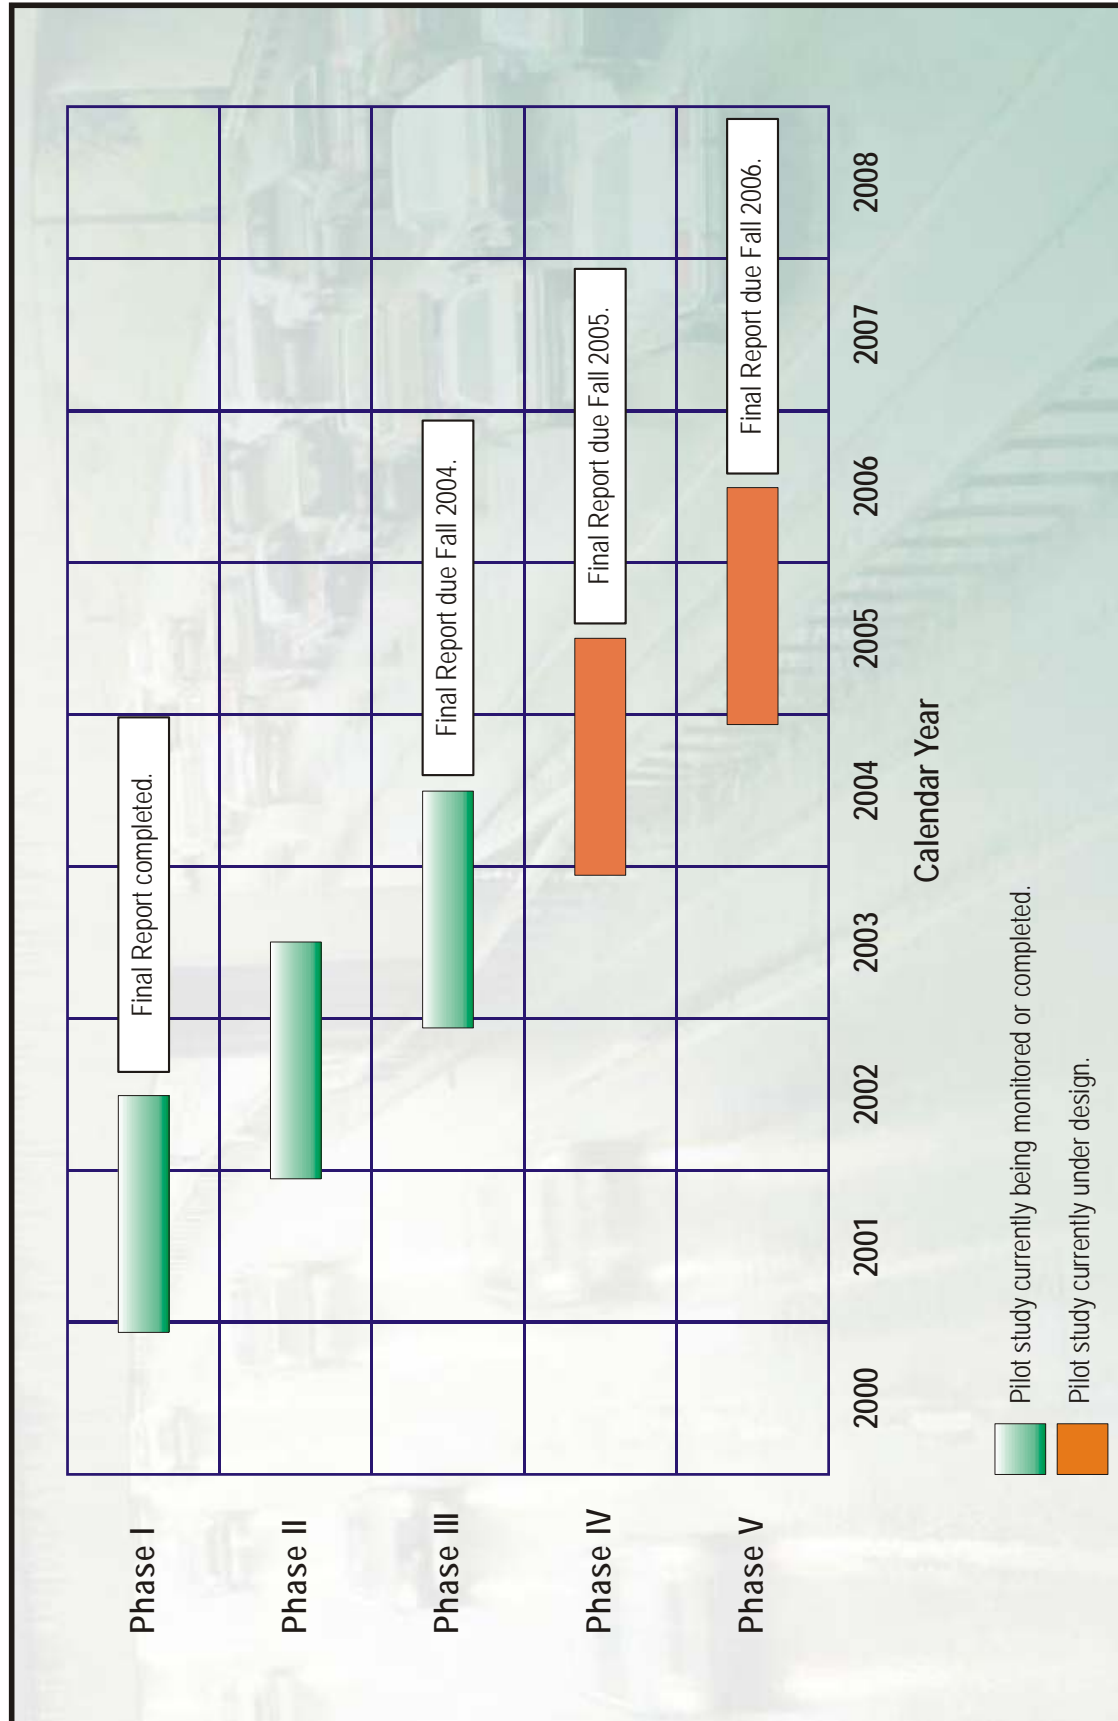 Phase I
Final Report completed.
Phase II
Phase III
Final Report due Fall 2004.
Phase IV
Final Report due Fall 2005.
Phase V
Final Report due Fall 2006.
2000 2001 2002 2003 2004 2005 2006 2007 2008
Calendar Year
Pilot study currently being monitored or completed.
Pilot study currently under design.